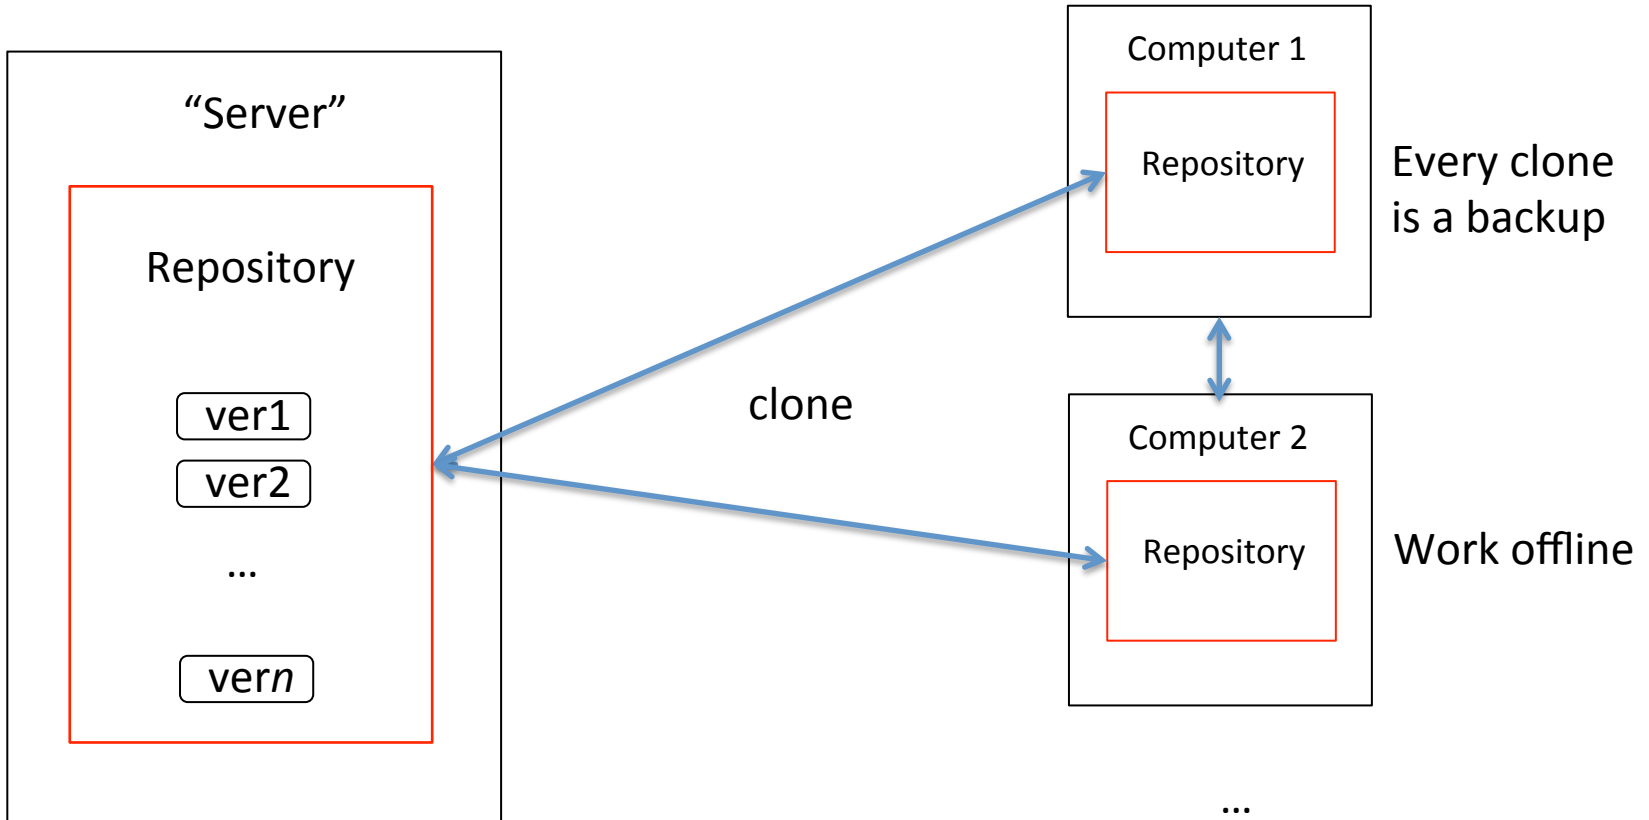 “Server”
Repository
ver1
ver2
...
vern
clone
Computer 1
Repository
Every clone
is a backup
Computer 2
Repository
Work offline
...